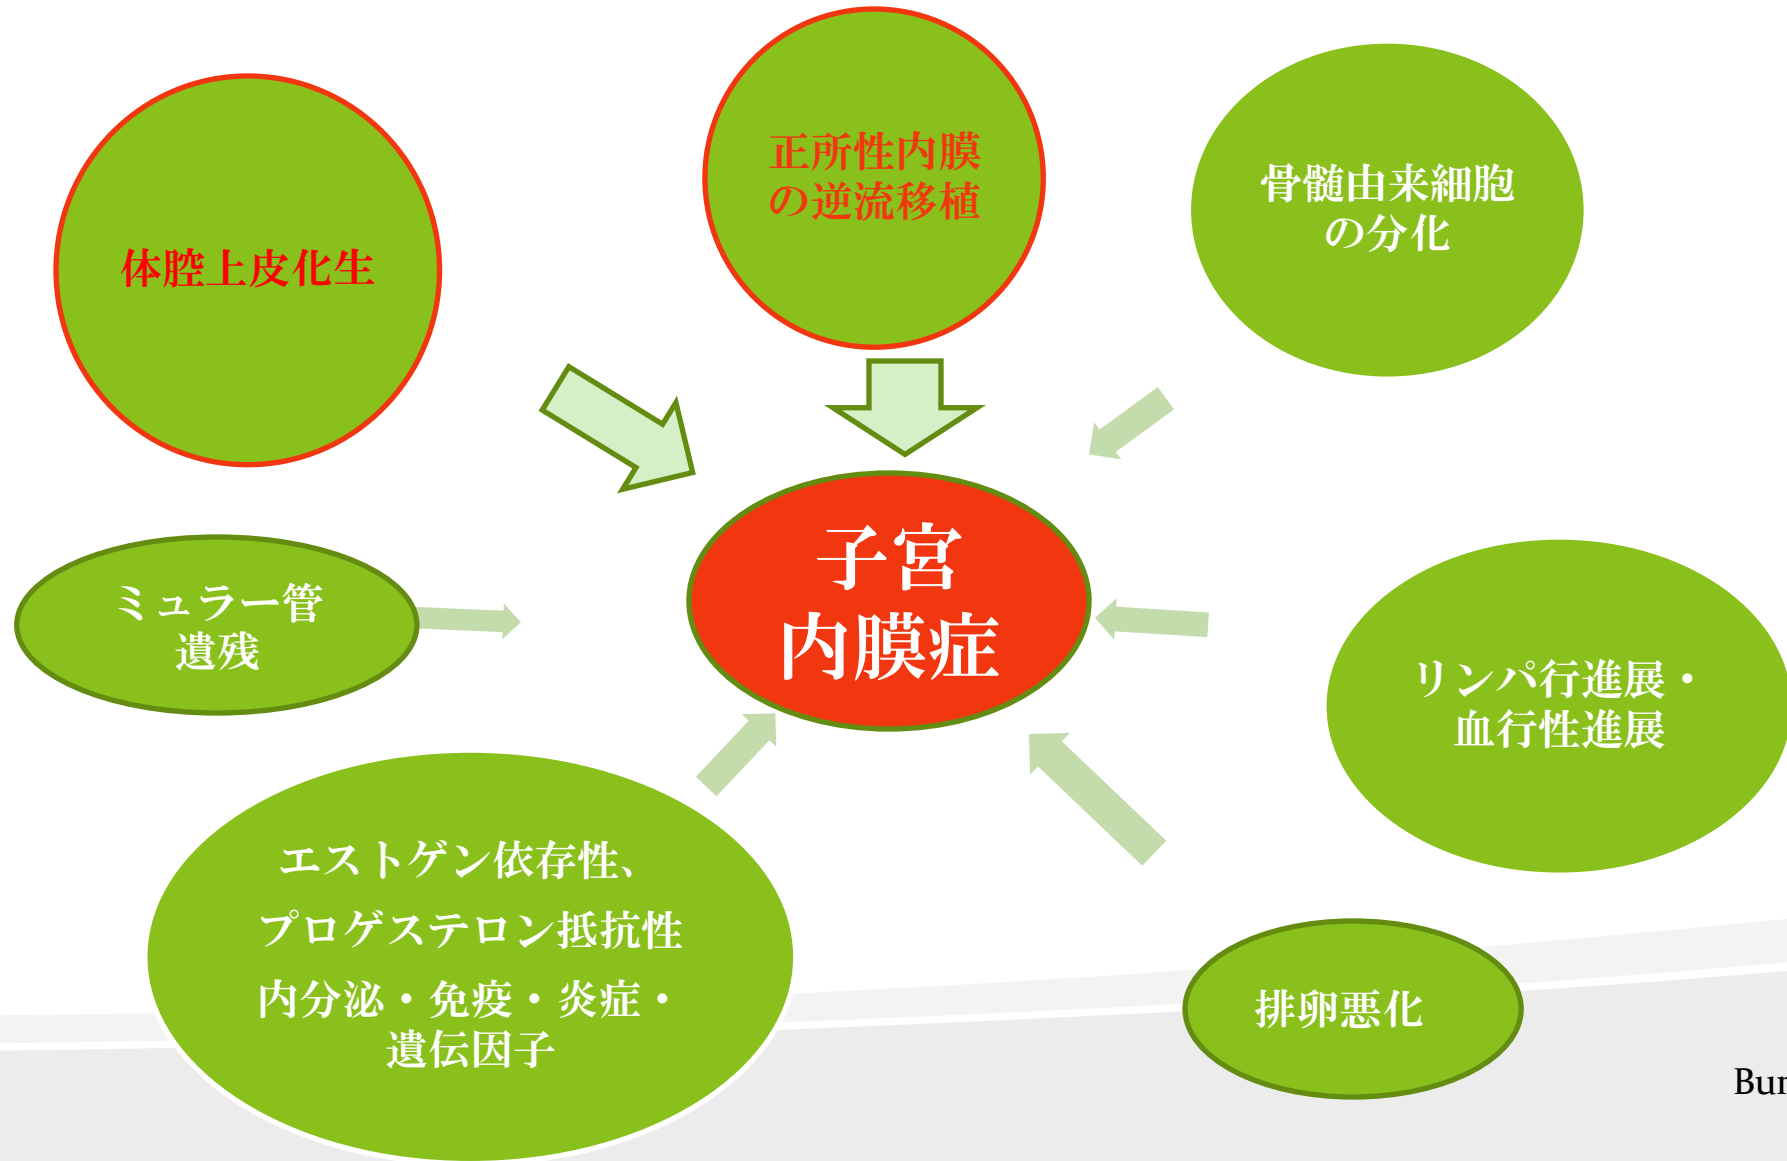 正所性内膜
の逆流移植
骨髄由来細胞
の分化
体腔上皮化生
子宮
内膜症
ミュラー管
遺残
リンパ行進展・
血行性進展
エストゲン依存性、
プロゲステロン抵抗性
内分泌・免疫・炎症・
遺伝因子
排卵悪化
Bur